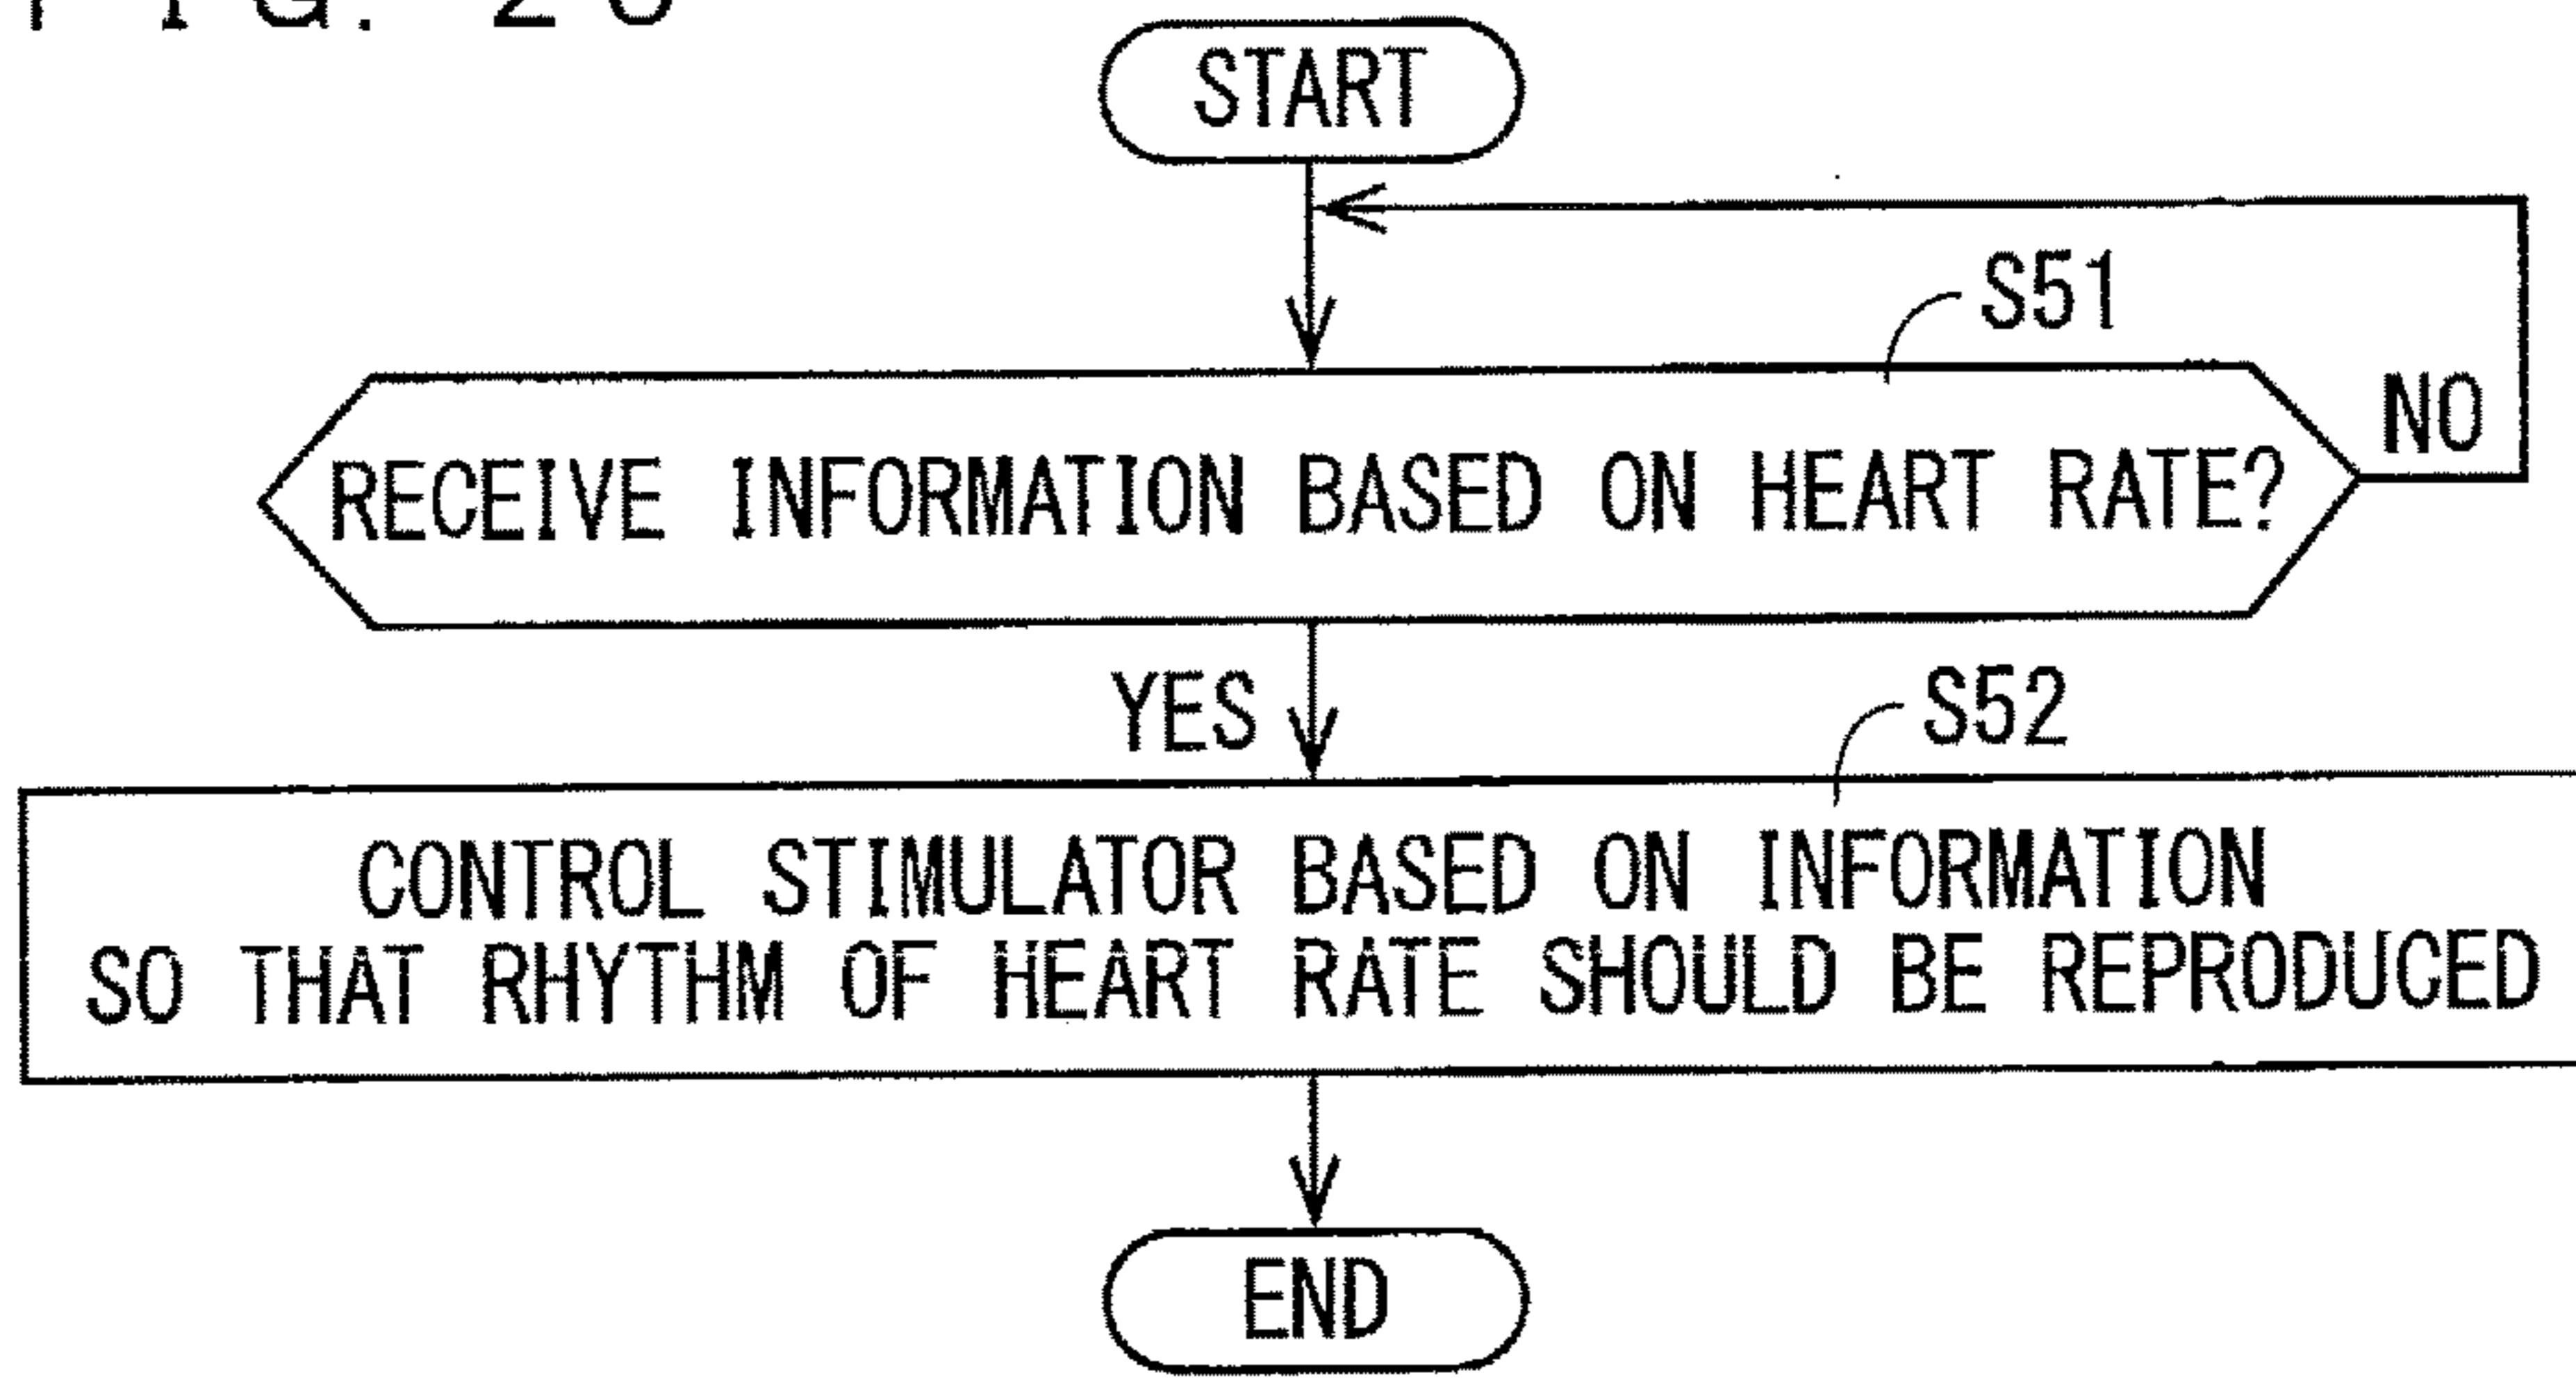 START
S51
RECEIVE INFORMATION BASED ON HEART RATE?
NO
YES
S52
CONTROL STIMULATOR BASED ON INFORMATION
SO THAT RHYTHM OF HEART RATE SHOULD BE REPRODUCED
END